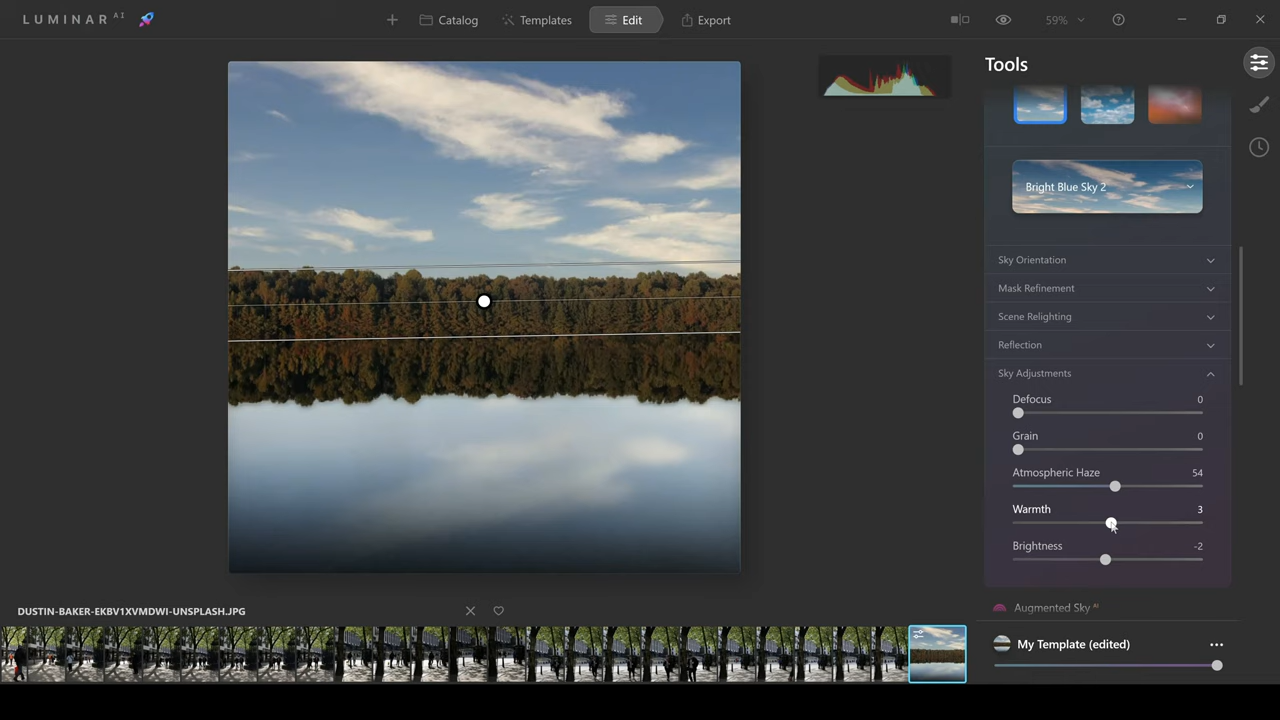 LUMINAR AI
Catalog
Templates
Edit
Export
59%
Tools
Bright Blue Sky 2
Sky Orientation
Mask Refinement
Scene Relighting
Reflection
Sky Adjustments
Defocus 0
Grain 0
Atmospheric Haze 54
Warmth 3
Brightness -2
Augmented Sky AI
DUSTIN-BAKER-EKBV1XVMDWI-UNSPLASH.JPG
My Template (edited)